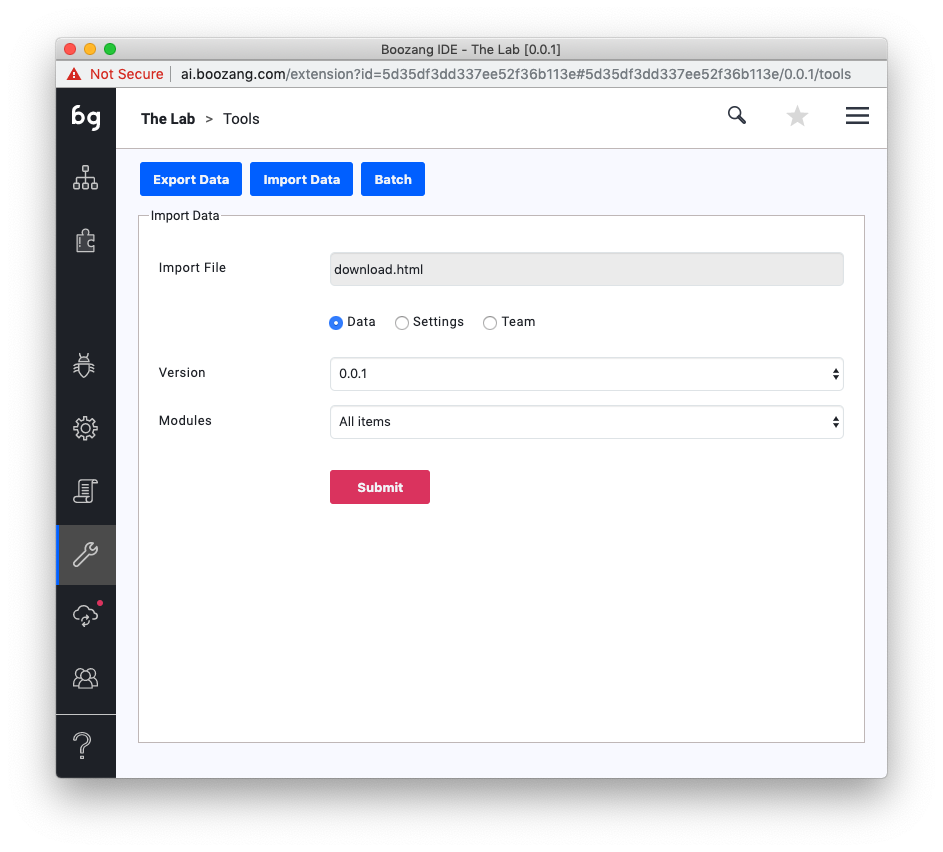 Boozang IDE - The Lab [0.0.1]
Not Secure | ai.boozang.com/extension?id=5d35df3dd337ee52f36b113e#5d35df3dd337ee52f36b113e/0.0.1/tools
bg
The Lab > Tools
Export Data Import Data Batch
Import Data
Import File download.html
Data Settings Team
Version 0.0.1
Modules All items
Submit